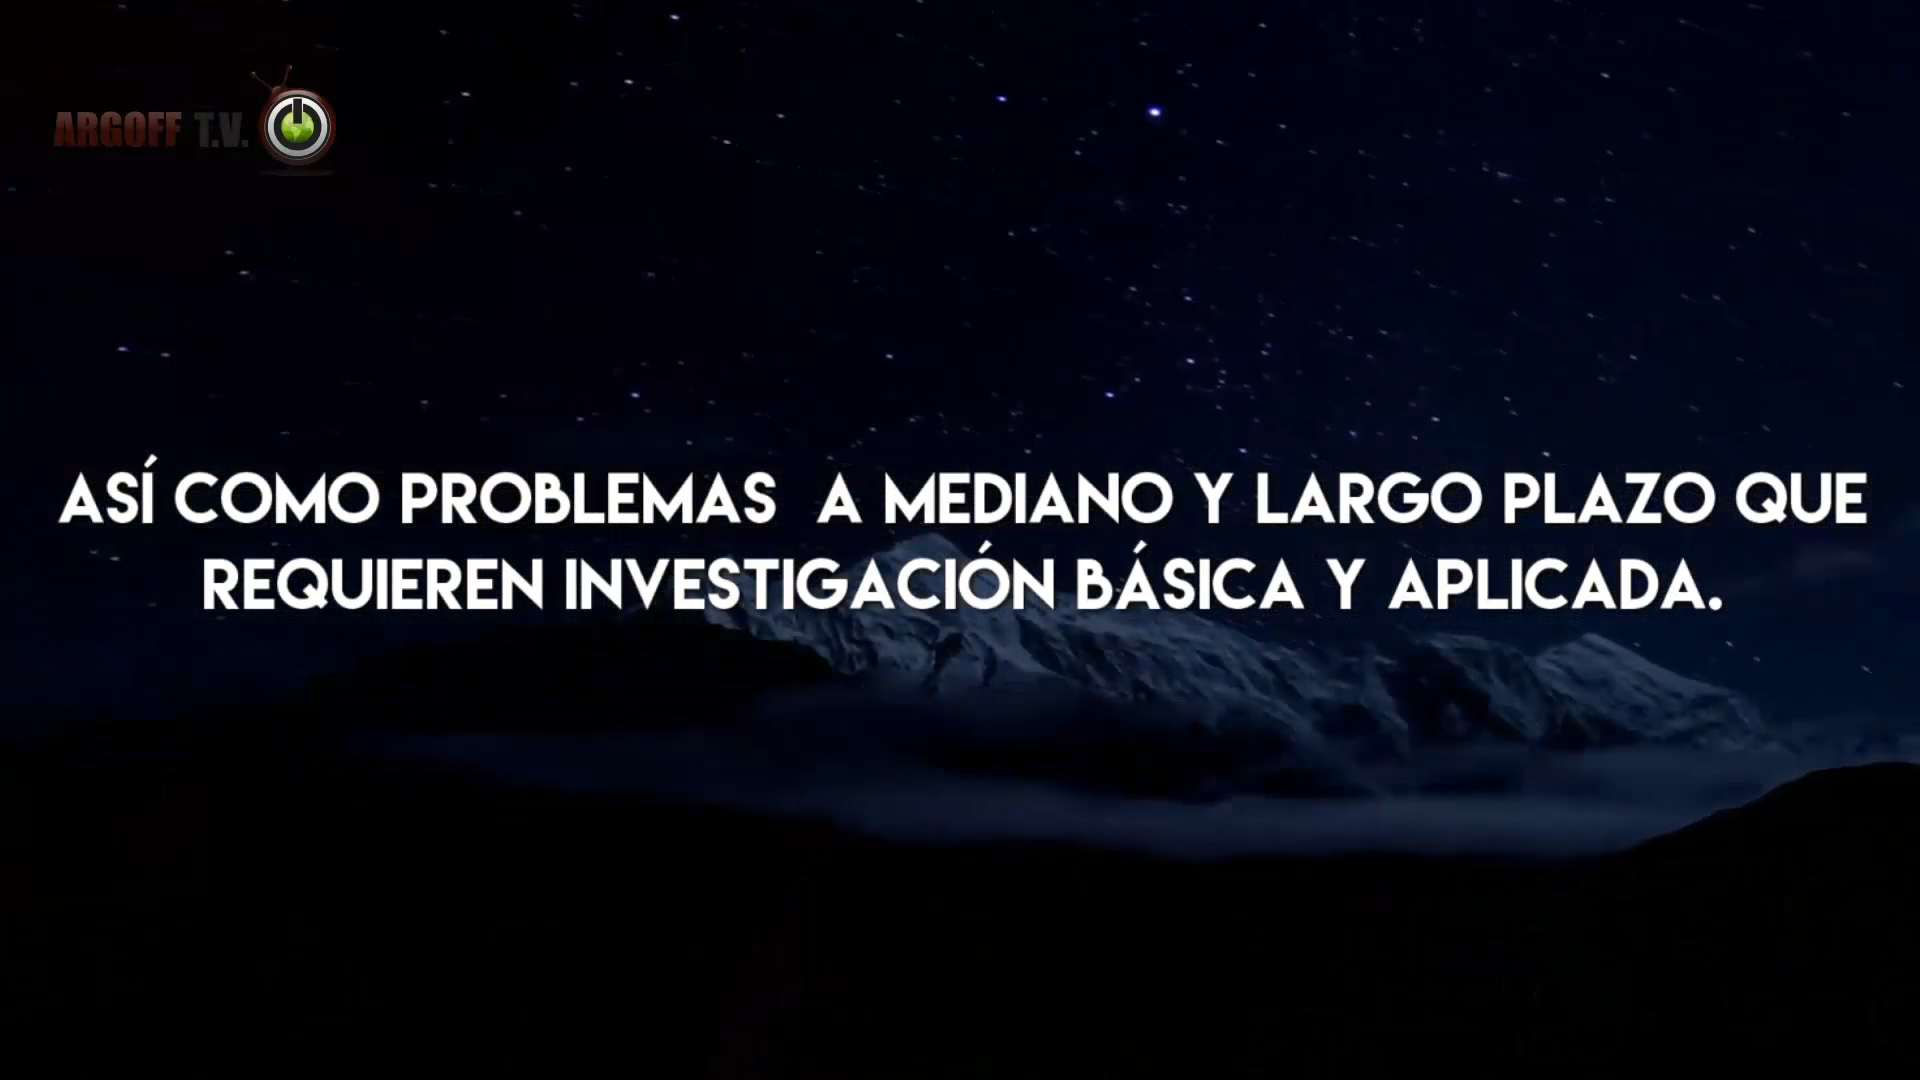 ARGOFF T.V.
ASÍ COMO PROBLEMAS  A MEDIANO Y LARGO PLAZO QUE
REQUIEREN INVESTIGACIÓN BÁSICA Y APLICADA.